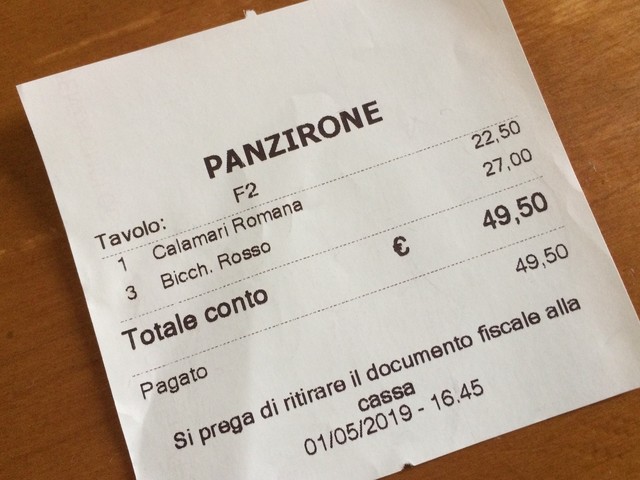 PANZIRONE
Tavolo: F2
1 Calamari Romana 22,50
3 Bicch. Rosso 27,00
Totale conto € 49,50
Pagato 49,50
Si prega di ritirare il documento fiscale alla
cassa
01/05/2019 - 16.45